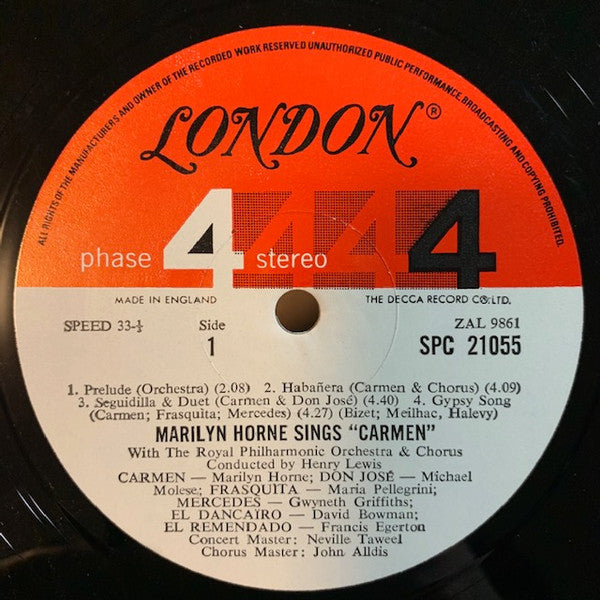 ALL RIGHTS OF THE MANUFACTURERS AND OWNER OF THE RECORDED WORK RESERVED UNAUTHORIZED PUBLIC PERFORMANCE, BROADCASTING AND COPYING PROHIBITED.
LONDON®
phase 4 4 4 4 stereo
MADE IN ENGLAND THE DECCA RECORD Co. LTD.
SPEED 33-⅓ Side ZAL 9861
1 SPC 21055
1. Prelude (Orchestra) (2.08) 2. Habañera (Carmen & Chorus) (4.09)
3. Seguidilla & Duet (Carmen & Don José) (4.40) 4. Gypsy Song
(Carmen; Frasquita; Mercedes) (4.27) (Bizet; Meilhac, Halevy)
MARILYN HORNE SINGS "CARMEN"
With The Royal Philharmonic Orchestra & Chorus
Conducted by Henry Lewis
CARMEN — Marilyn Horne; DON JOSÉ — Michael
Molese; FRASQUITA — Maria Pellegrini;
MERCEDES — Gwyneth Griffiths;
EL DANCAIRO — David Bowman;
EL REMENDADO — Francis Egerton
Concert Master: Neville Taweel
Chorus Master: John Alldis